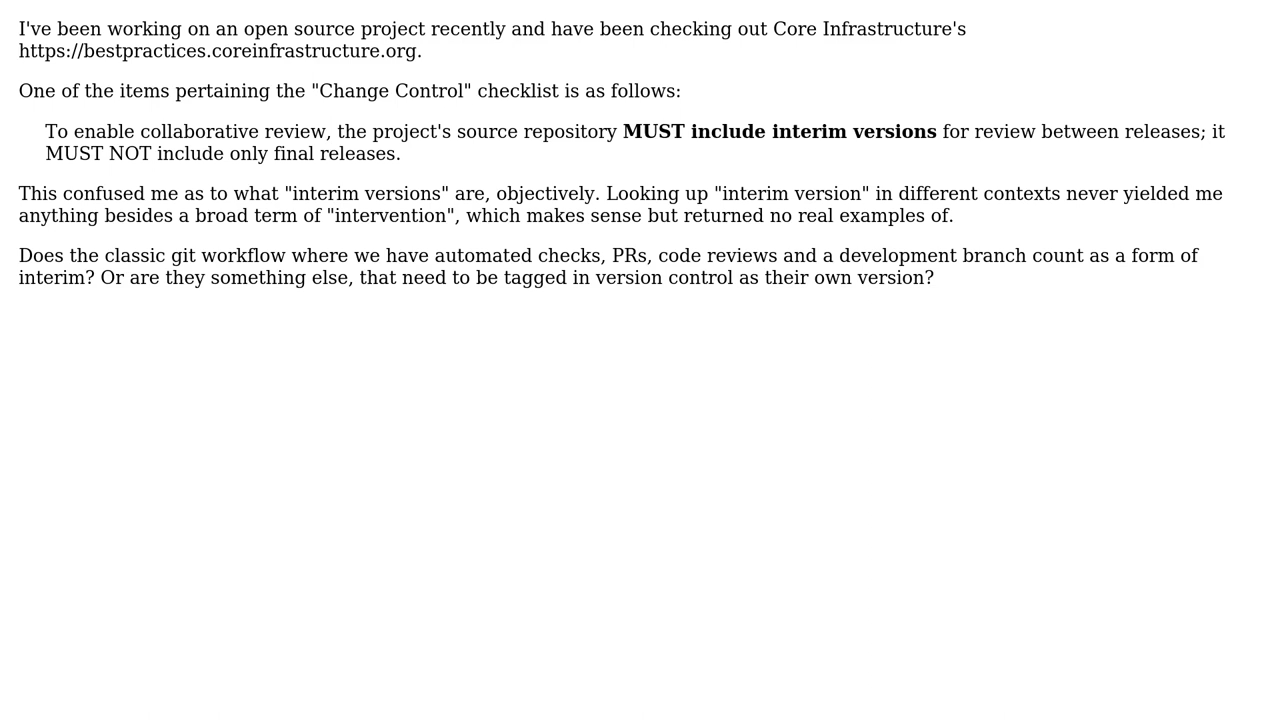 I've been working on an open source project recently and have been checking out Core Infrastructure's
https://bestpractices.coreinfrastructure.org.
One of the items pertaining the "Change Control" checklist is as follows:
To enable collaborative review, the project's source repository MUST include interim versions for review between releases; it
MUST NOT include only final releases.
This confused me as to what "interim versions" are, objectively. Looking up "interim version" in different contexts never yielded me
anything besides a broad term of "intervention", which makes sense but returned no real examples of.
Does the classic git workflow where we have automated checks, PRs, code reviews and a development branch count as a form of
interim? Or are they something else, that need to be tagged in version control as their own version?